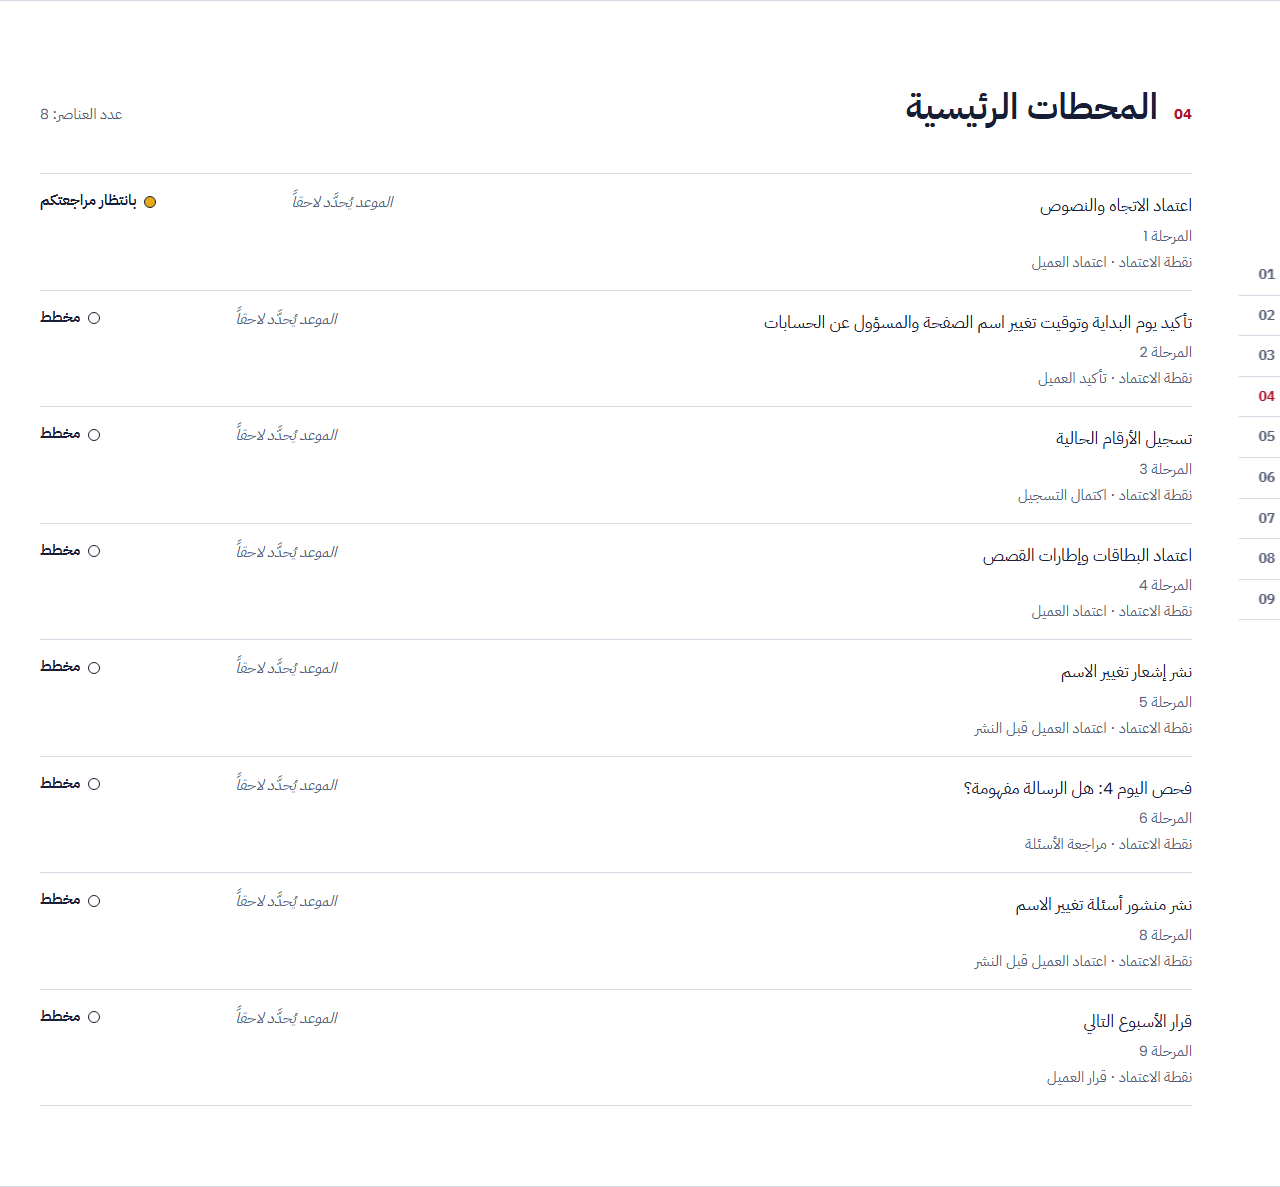 04 المحطات الرئيسية
عدد العناصر: 8
اعتماد الاتجاه والنصوص
المرحلة 1
نقطة الاعتماد · اعتماد العميل
الموعد يُحدَّد لاحقاً
بانتظار مراجعتكم
تأكيد يوم البداية وتوقيت تغيير اسم الصفحة والمسؤول عن الحسابات
المرحلة 2
نقطة الاعتماد · تأكيد العميل
الموعد يُحدَّد لاحقاً
مخطط
تسجيل الأرقام الحالية
المرحلة 3
نقطة الاعتماد · اكتمال التسجيل
الموعد يُحدَّد لاحقاً
مخطط
اعتماد البطاقات وإطارات القصص
المرحلة 4
نقطة الاعتماد · اعتماد العميل
الموعد يُحدَّد لاحقاً
مخطط
نشر إشعار تغيير الاسم
المرحلة 5
نقطة الاعتماد · اعتماد العميل قبل النشر
الموعد يُحدَّد لاحقاً
مخطط
فحص اليوم 4: هل الرسالة مفهومة؟
المرحلة 6
نقطة الاعتماد · مراجعة الأسئلة
الموعد يُحدَّد لاحقاً
مخطط
نشر منشور أسئلة تغيير الاسم
المرحلة 8
نقطة الاعتماد · اعتماد العميل قبل النشر
الموعد يُحدَّد لاحقاً
مخطط
قرار الأسبوع التالي
المرحلة 9
نقطة الاعتماد · قرار العميل
الموعد يُحدَّد لاحقاً
مخطط
01
02
03
04
05
06
07
08
09